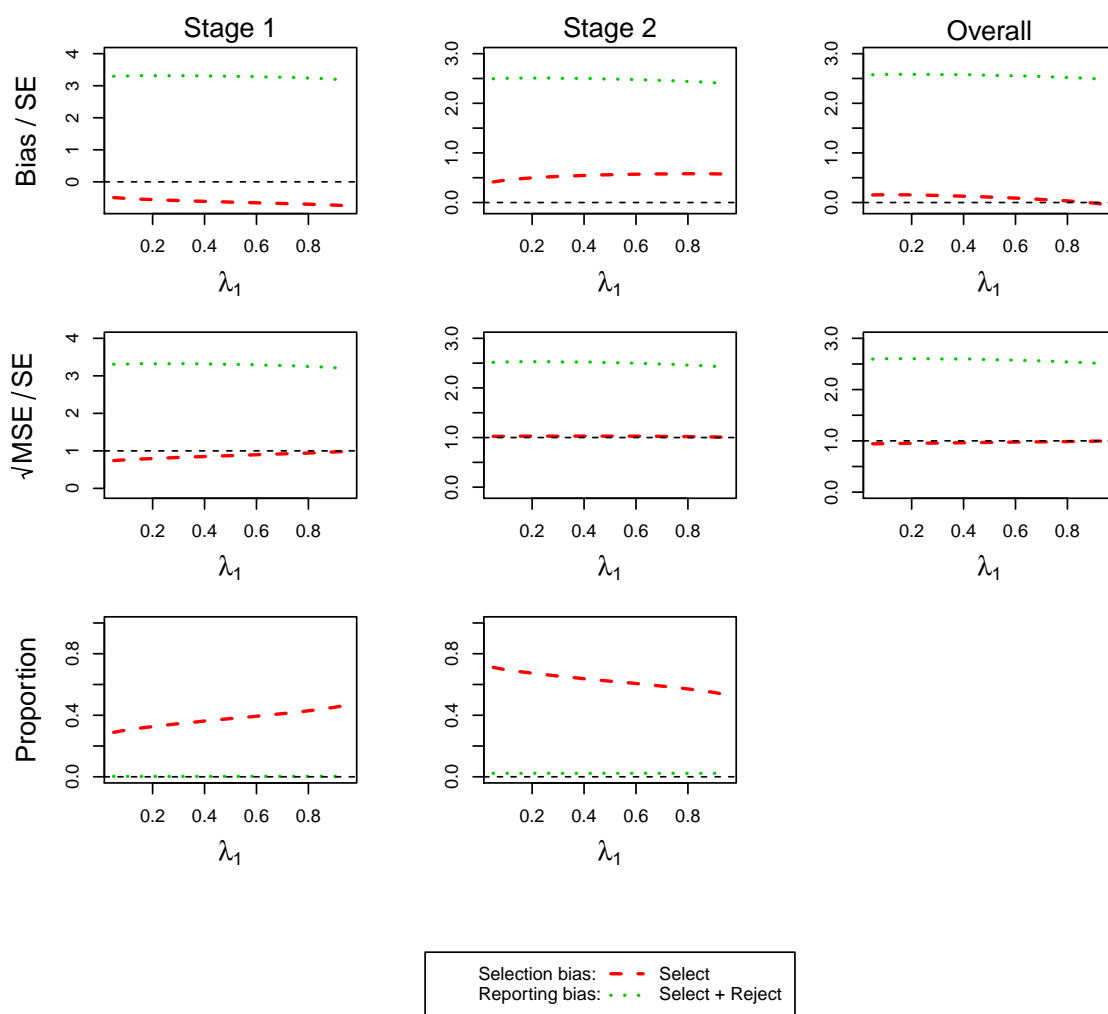 Stage 1
Stage 2
Overall
Bias / SE
0 1 2 3 4
0.0 1.0 2.0 3.0
0.0 1.0 2.0 3.0
0.2 0.4 0.6 0.8
0.2 0.4 0.6 0.8
0.2 0.4 0.6 0.8
λ1
λ1
λ1
√MSE / SE
0 1 2 3 4
0.0 1.0 2.0 3.0
0.0 1.0 2.0 3.0
0.2 0.4 0.6 0.8
0.2 0.4 0.6 0.8
0.2 0.4 0.6 0.8
λ1
λ1
λ1
Proportion
0.0 0.4 0.8
0.0 0.4 0.8
0.2 0.4 0.6 0.8
0.2 0.4 0.6 0.8
λ1
λ1
Selection bias: Select
Reporting bias: Select + Reject